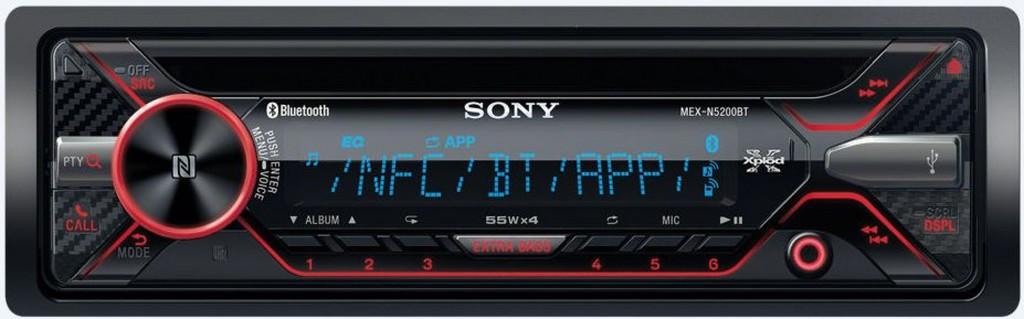 OFF
SRC
Bluetooth
SONY
MEX-N5200BT
EQ
APP
/NFC/BT/APP/
PUSH ENTER
MENU VOICE
PTY
Xplod
CALL
MODE
▼ ALBUM ▲
55W×4
MIC
SCRL
DSPL
EXTRA BASS
1 2 3 4 5 6